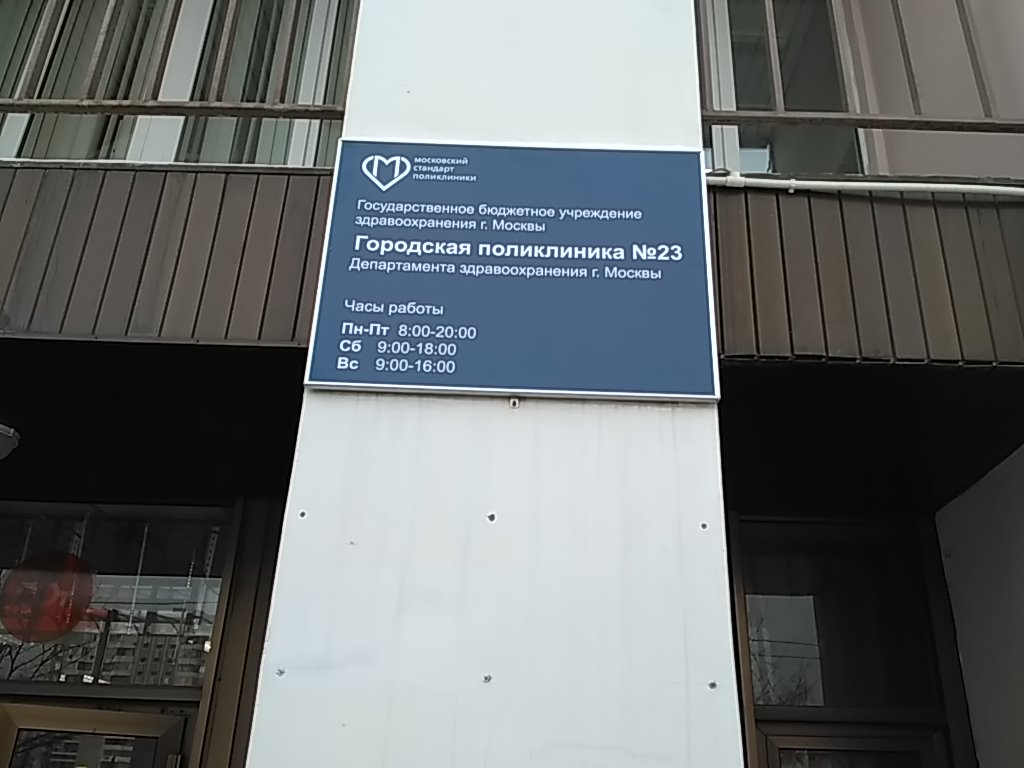 московский
стандарт
поликлиники
Государственное бюджетное учреждение
здравоохранения г. Москвы
Городская поликлиника №23
Департамента здравоохранения г. Москвы
Часы работы
Пн-Пт 8:00-20:00
Сб 9:00-18:00
Вс 9:00-16:00